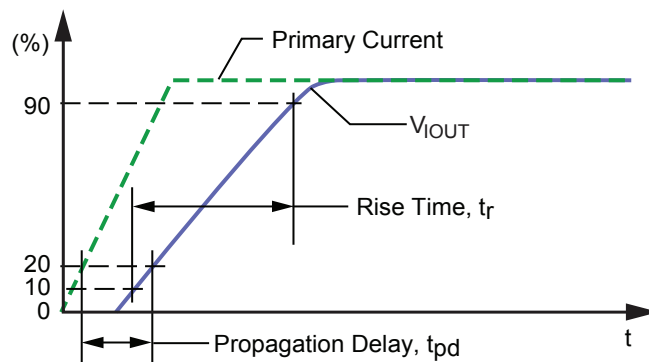 (%)
Primary Current
90
VIOUT
Rise Time, tr
20
10
0
t
Propagation Delay, tpd